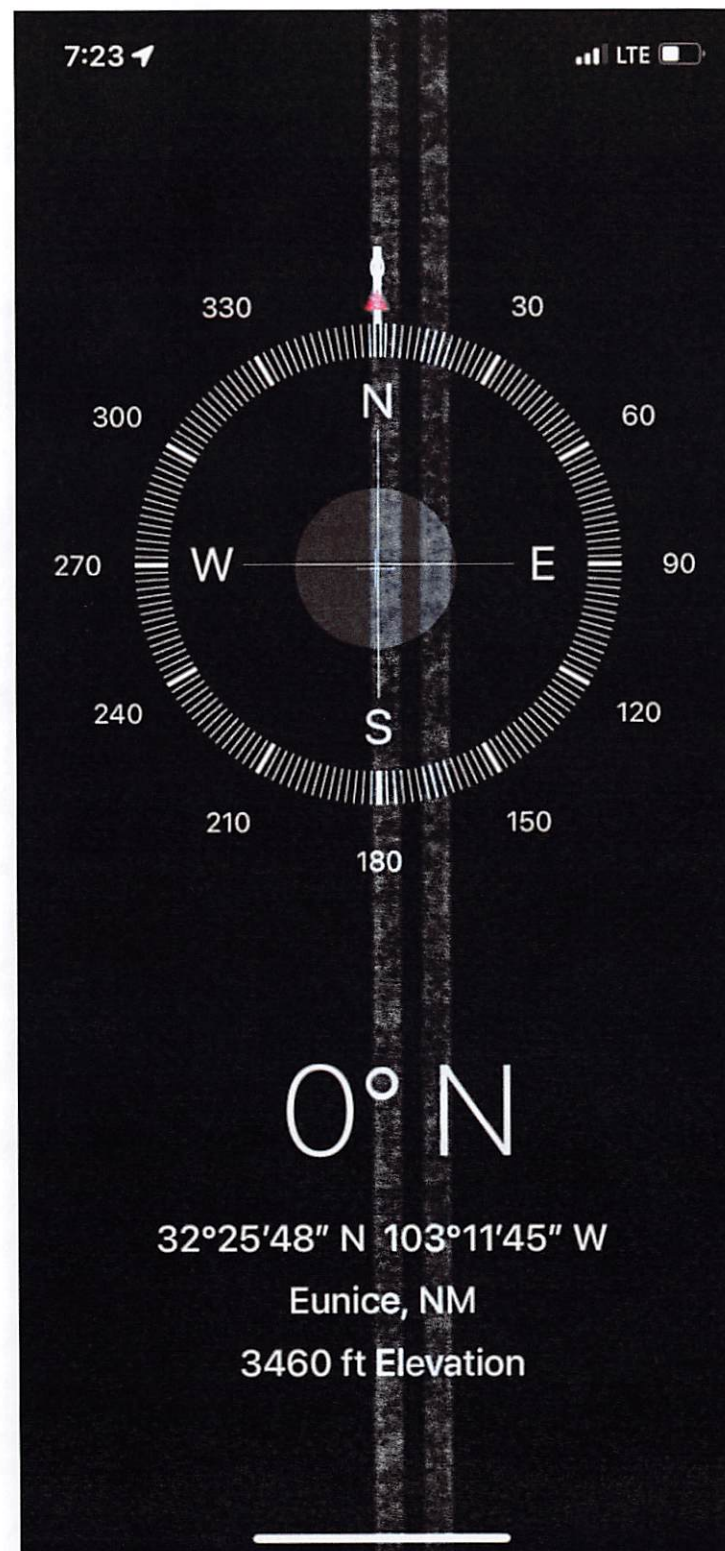 7:23 LTE
330 30
300 N 60
270 W E 90
240 S 120
210 150
180
0° N
32°25′48″ N 103°11′45″ W
Eunice, NM
3460 ft Elevation